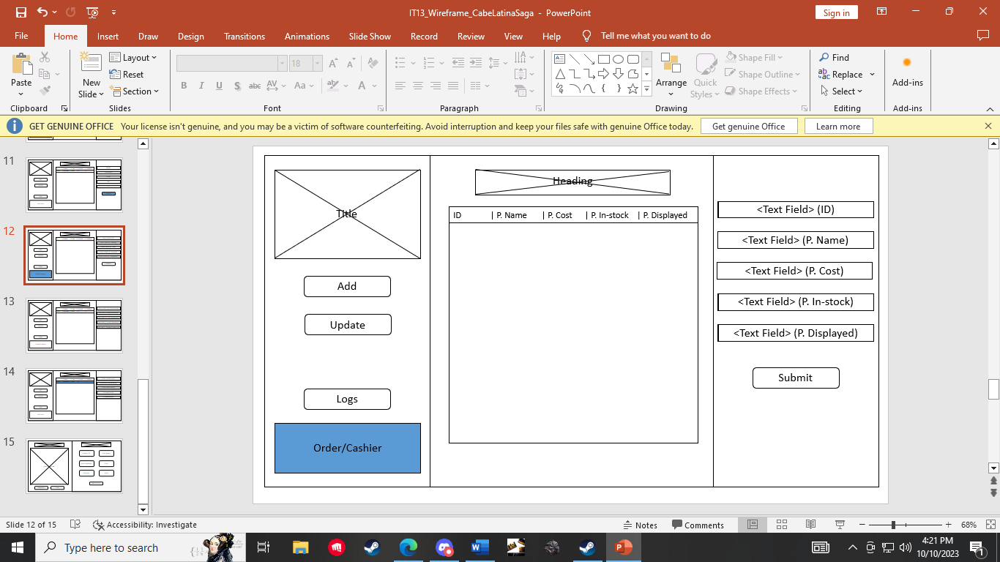 IT13_Wireframe_CabeLatinaSaga - PowerPoint
Sign in
File Home Insert Draw Design Transitions Animations Slide Show Record Review View Help Tell me what you want to do
Paste
Clipboard
New Slide
Layout
Reset
Section
Slides
18
B I U S abc AV Aa A
Font
Paragraph
Arrange
Quick Styles
Shape Fill
Shape Outline
Shape Effects
Drawing
Find
Replace
Select
Editing
Add-ins
Add-ins
GET GENUINE OFFICE Your license isn't genuine, and you may be a victim of software counterfeiting. Avoid interruption and keep your files safe with genuine Office today. Get genuine Office Learn more
11
12
13
14
15
Title
Add
Update
Logs
Order/Cashier
Heading
ID | P. Name | P. Cost | P. In-stock | P. Displayed
<Text Field> (ID)
<Text Field> (P. Name)
<Text Field> (P. Cost)
<Text Field> (P. In-stock)
<Text Field> (P. Displayed)
Submit
Slide 12 of 15 Accessibility: Investigate Notes Comments 68%
Type here to search
4:21 PM
10/10/2023
1